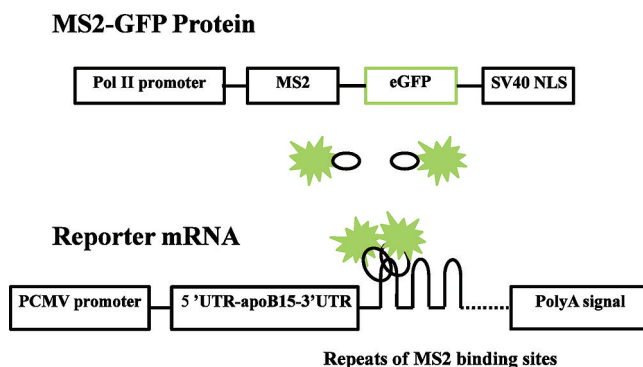 MS2-GFP Protein
Pol II promoter MS2 eGFP SV40 NLS
Reporter mRNA
PCMV promoter 5 ’UTR-apoB15-3’UTR PolyA signal
Repeats of MS2 binding sites